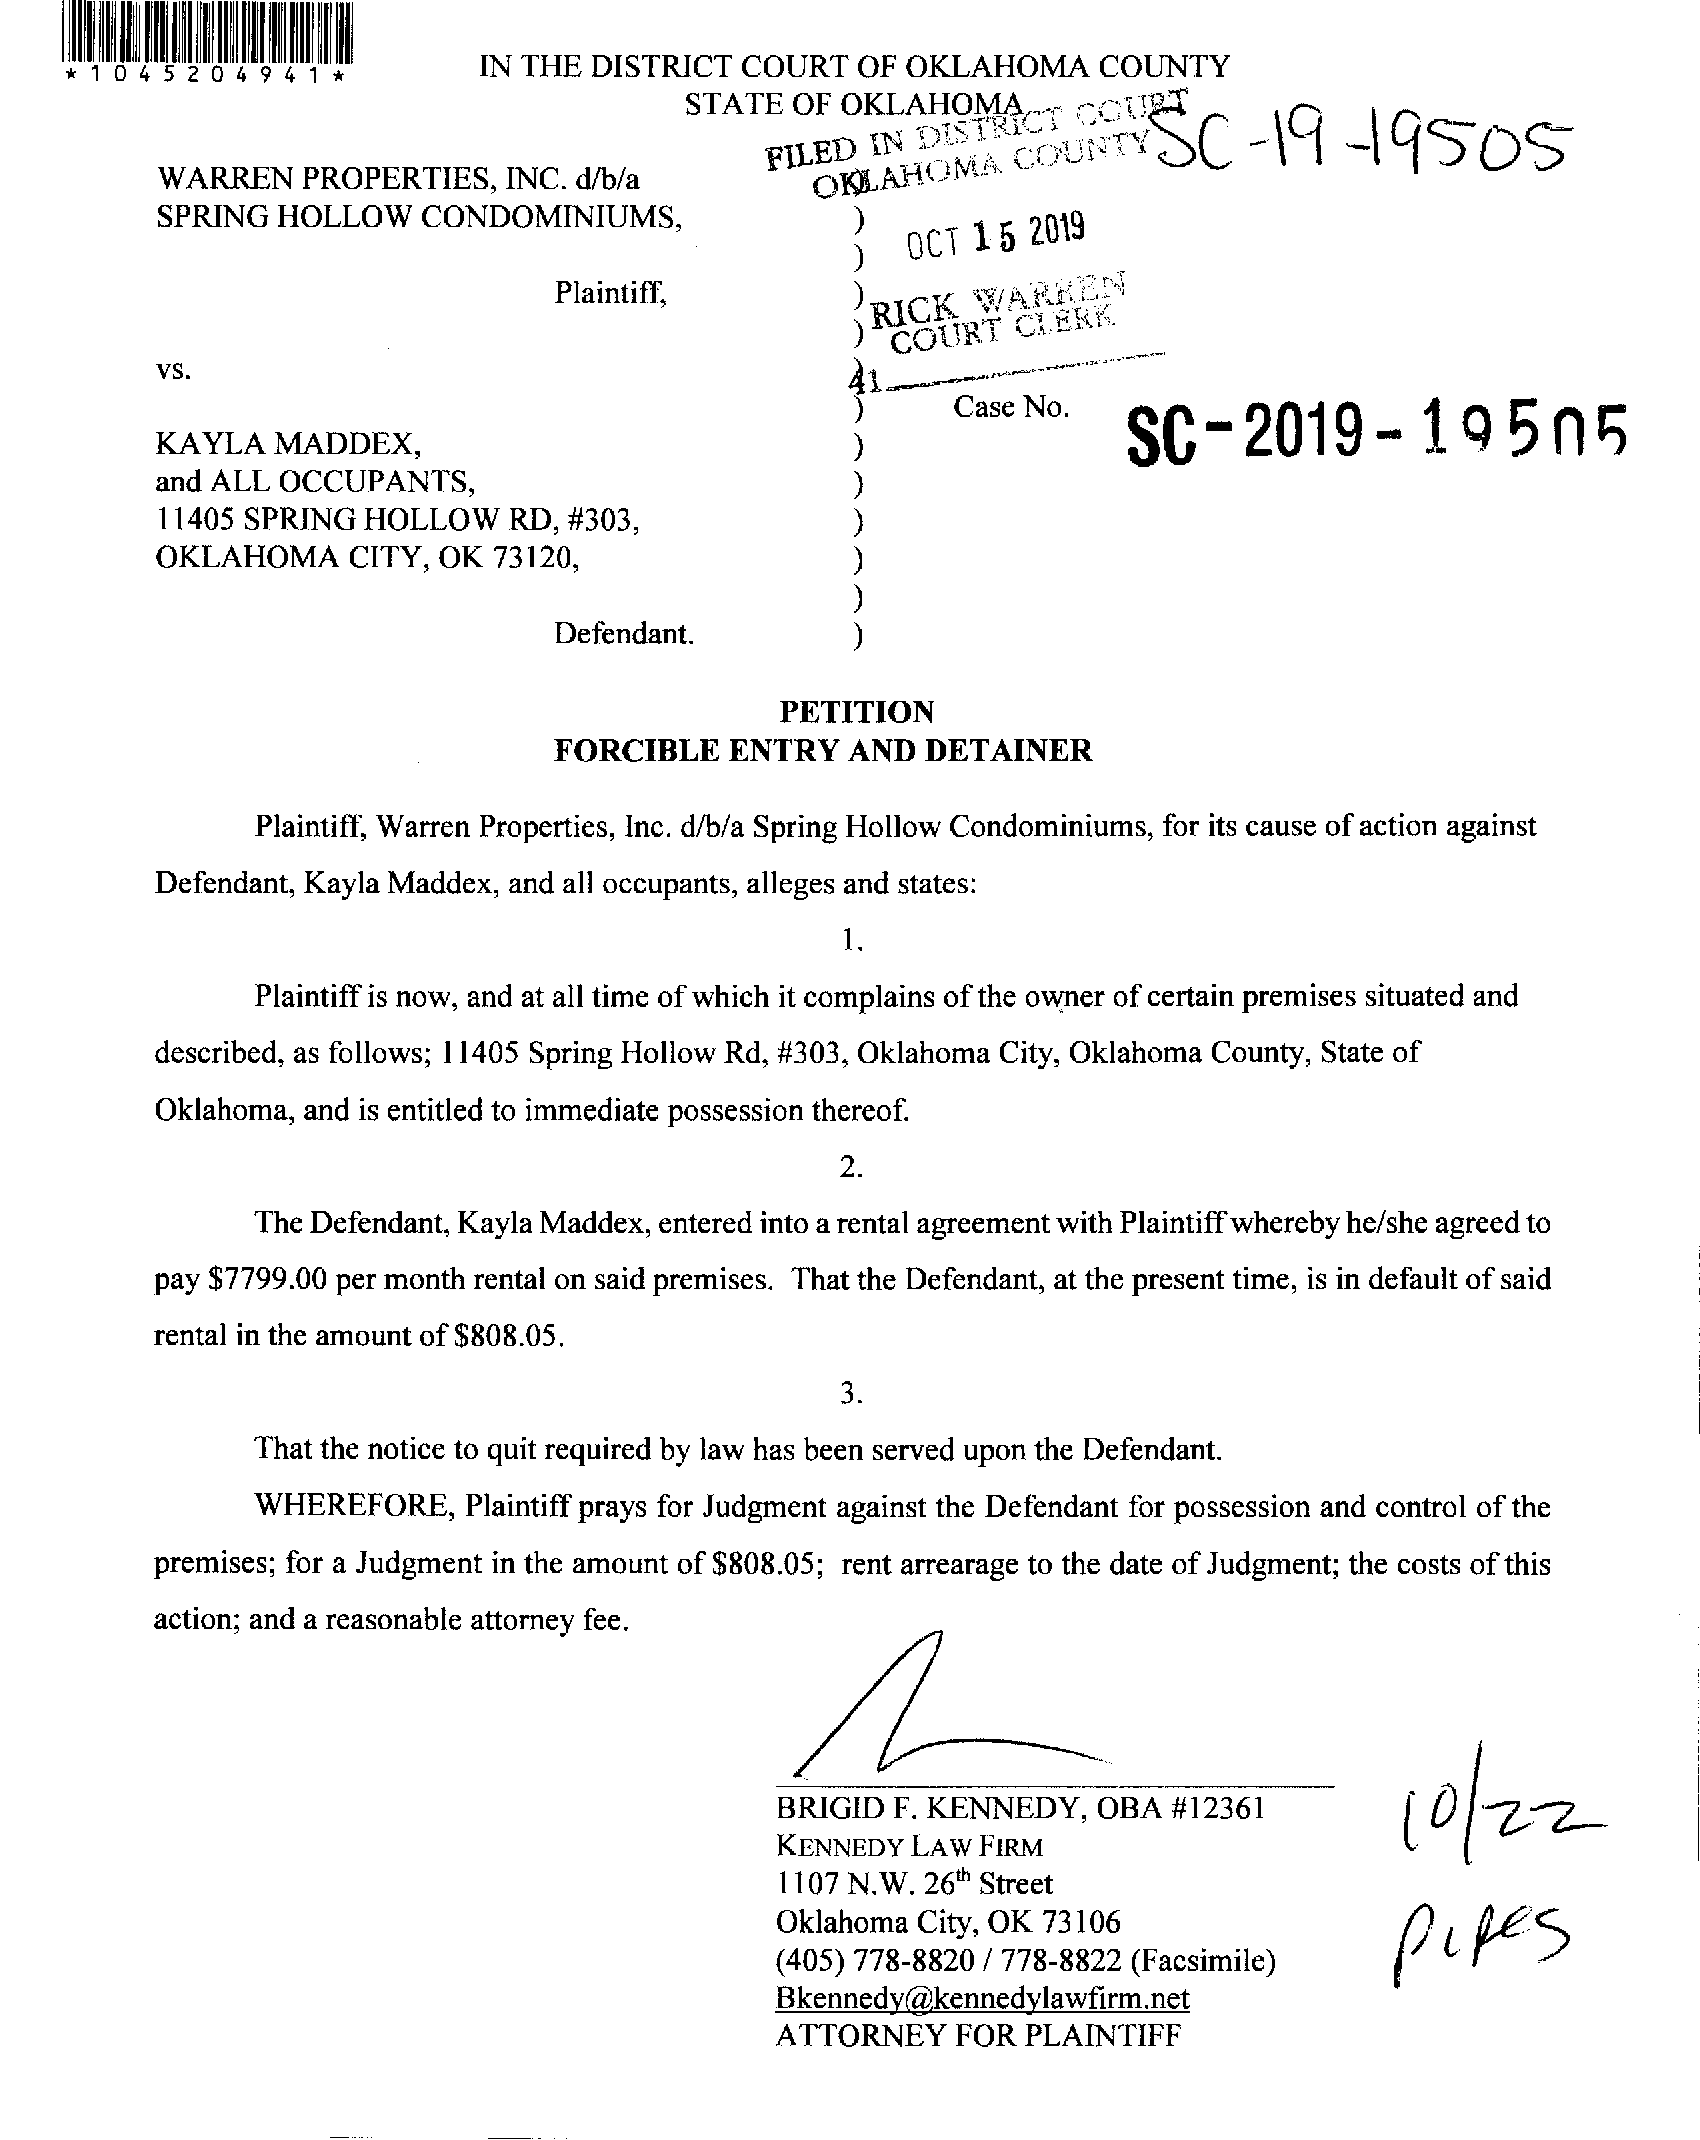 *1045204941*
IN THE DISTRICT COURT OF OKLAHOMA COUNTY
STATE OF OKLAHOMA
SC-19-19505
FILED IN DISTRICT COURT
OKLAHOMA COUNTY
WARREN PROPERTIES, INC. d/b/a
SPRING HOLLOW CONDOMINIUMS,
)
OCT 15 2019
)
Plaintiff,
)
RICK WARREN
COURT CLERK
)
vs.
41
)
Case No.
SC-2019-19505
KAYLA MADDEX,
)
and ALL OCCUPANTS,
)
11405 SPRING HOLLOW RD, #303,
)
OKLAHOMA CITY, OK 73120,
)
)
Defendant.
)
PETITION
FORCIBLE ENTRY AND DETAINER
Plaintiff, Warren Properties, Inc. d/b/a Spring Hollow Condominiums, for its cause of action against
Defendant, Kayla Maddex, and all occupants, alleges and states:
1.
Plaintiff is now, and at all time of which it complains of the owner of certain premises situated and
described, as follows; 11405 Spring Hollow Rd, #303, Oklahoma City, Oklahoma County, State of
Oklahoma, and is entitled to immediate possession thereof.
2.
The Defendant, Kayla Maddex, entered into a rental agreement with Plaintiff whereby he/she agreed to
pay $7799.00 per month rental on said premises. That the Defendant, at the present time, is in default of said
rental in the amount of $808.05.
3.
That the notice to quit required by law has been served upon the Defendant.
WHEREFORE, Plaintiff prays for Judgment against the Defendant for possession and control of the
premises; for a Judgment in the amount of $808.05; rent arrearage to the date of Judgment; the costs of this
action; and a reasonable attorney fee.
BRIGID F. KENNEDY, OBA #12361
KENNEDY LAW FIRM
1107 N.W. 26th Street
Oklahoma City, OK 73106
(405) 778-8820 / 778-8822 (Facsimile)
Bkennedy@kennedylawfirm.net
ATTORNEY FOR PLAINTIFF
10/22
pipes